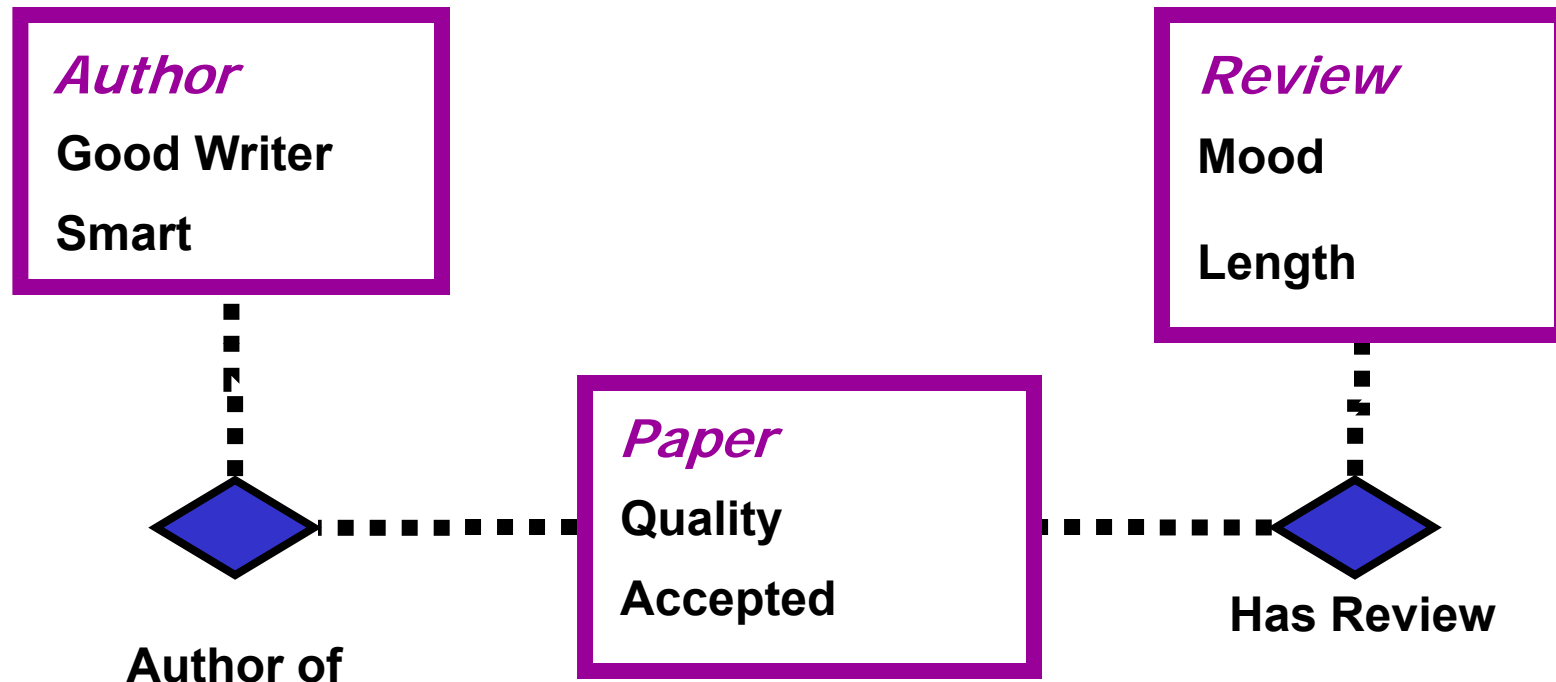 Author
Good Writer
Smart
Review
Mood
Length
Paper
Quality
Accepted
Author of
Has Review